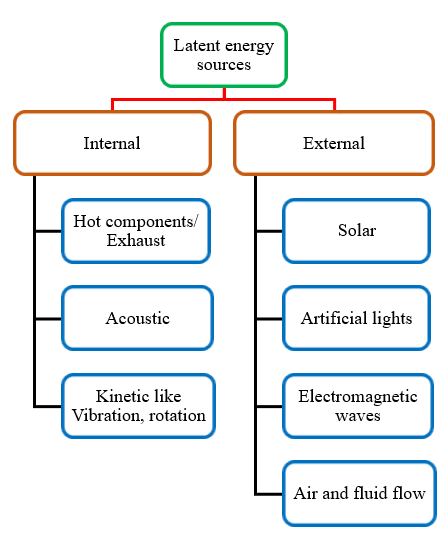 Latent energy
sources
Internal
External
Hot components/
Exhaust
Acoustic
Kinetic like
Vibration, rotation
Solar
Artificial lights
Electromagnetic
waves
Air and fluid flow